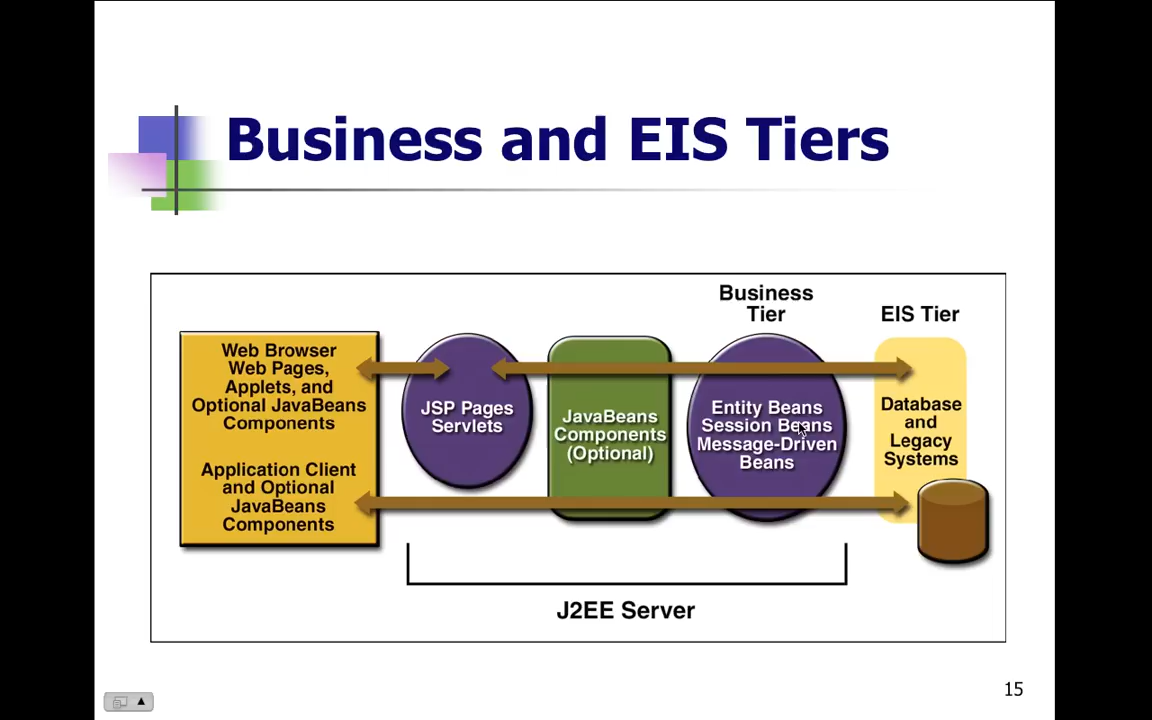 Business and EIS Tiers
Business
Tier
EIS Tier
Web Browser
Web Pages,
Applets, and
Optional JavaBeans
Components
Application Client
and Optional
JavaBeans
Components
JSP Pages
Servlets
JavaBeans
Components
(Optional)
Entity Beans
Session Beans
Message-Driven
Beans
Database
and
Legacy
Systems
J2EE Server
15